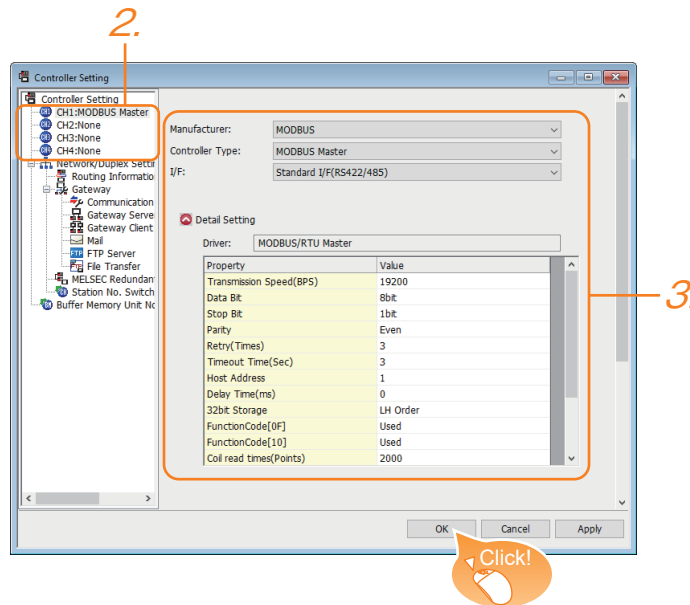 2.
Controller Setting
Controller Setting
CH1:MODBUS Master
CH2:None
CH3:None
CH4:None
Network/Duplex Settin
Routing Informatio
Gateway
Communication
Gateway Serve
Gateway Client
Mail
FTP FTP Server
File Transfer
MELSEC Redundan
Station No. Switch
Buffer Memory Unit No
Manufacturer: MODBUS
Controller Type: MODBUS Master
I/F: Standard I/F(RS422/485)
Detail Setting
Driver: MODBUS/RTU Master
Property Value
Transmission Speed(BPS) 19200
Data Bit 8bit
Stop Bit 1bit
Parity Even
Retry(Times) 3
Timeout Time(Sec) 3
Host Address 1
Delay Time(ms) 0
32bit Storage LH Order
FunctionCode[0F] Used
FunctionCode[10] Used
Coil read times(Points) 2000
3.
OK Cancel Apply
Click!